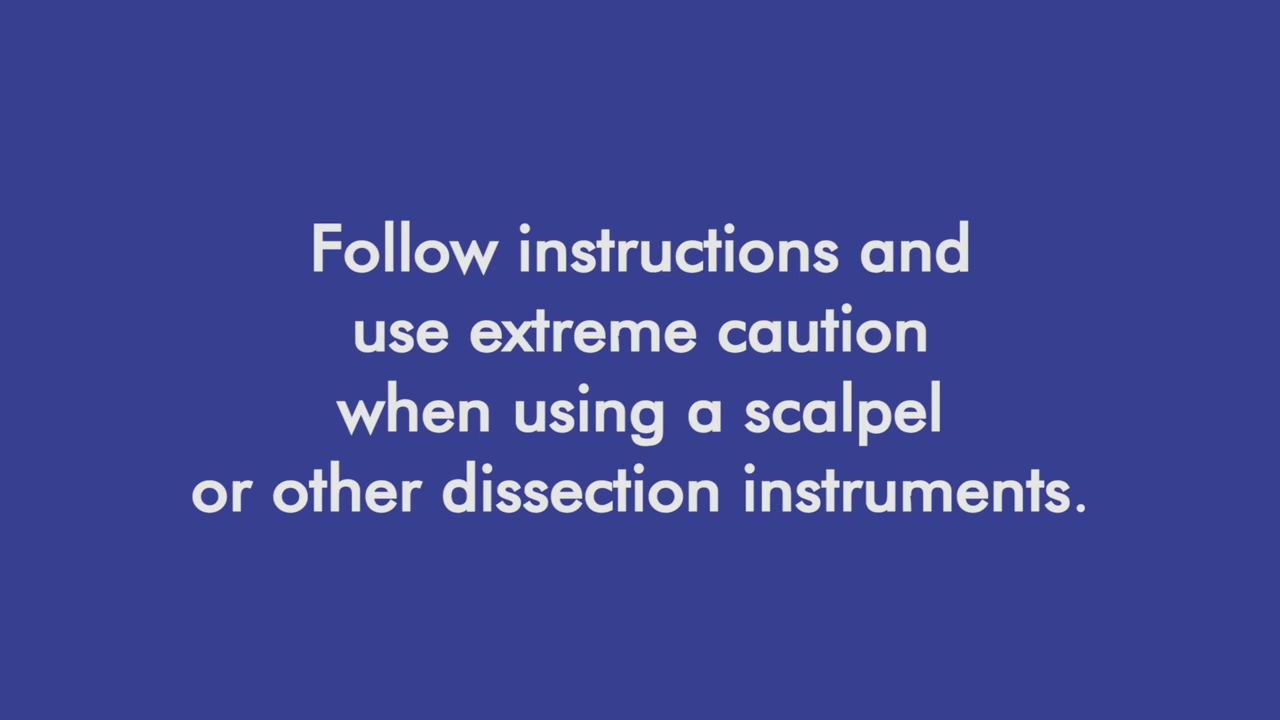 Follow instructions and
use extreme caution
when using a scalpel
or other dissection instruments.